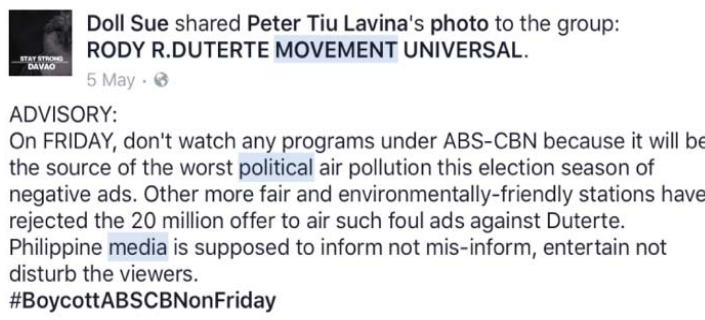 STAY STRONG
DAVAO
Doll Sue shared Peter Tiu Lavina's photo to the group:
RODY R.DUTERTE MOVEMENT UNIVERSAL.
5 May ·
ADVISORY:
On FRIDAY, don't watch any programs under ABS-CBN because it will be
the source of the worst political air pollution this election season of
negative ads. Other more fair and environmentally-friendly stations have
rejected the 20 million offer to air such foul ads against Duterte.
Philippine media is supposed to inform not mis-inform, entertain not
disturb the viewers.
#BoycottABSCBNonFriday